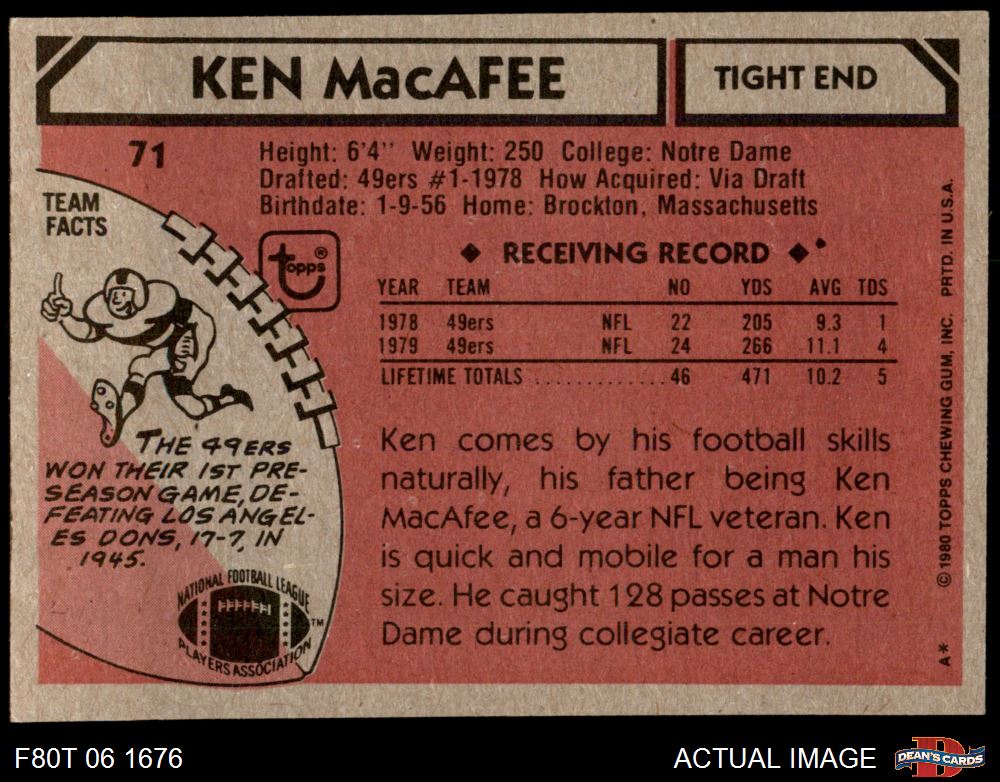 KEN MacAFEE
TIGHT END
71
Height: 6'4" Weight: 250 College: Notre Dame
Drafted: 49ers #1-1978 How Acquired: Via Draft
Birthdate: 1-9-56 Home: Brockton, Massachusetts
TEAM
FACTS
topps®
◆ RECEIVING RECORD ◆
YEAR TEAM NO YDS AVG TDS
1978 49ers NFL 22 205 9.3 1
1979 49ers NFL 24 266 11.1 4
LIFETIME TOTALS ............ 46 471 10.2 5
THE 49ERS
WON THEIR 1ST PRE-
SEASON GAME, DE-
FEATING LOS ANGEL-
ES DONS, 17-7, IN
1945.
Ken comes by his football skills
naturally, his father being Ken
MacAfee, a 6-year NFL veteran. Ken
is quick and mobile for a man his
size. He caught 128 passes at Notre
Dame during collegiate career.
NATIONAL FOOTBALL LEAGUE
PLAYERS ASSOCIATION
TM
A* © 1980 TOPPS CHEWING GUM, INC. PRTD. IN U.S.A.
F80T 06 1676
ACTUAL IMAGE
D
DEAN'S CARDS